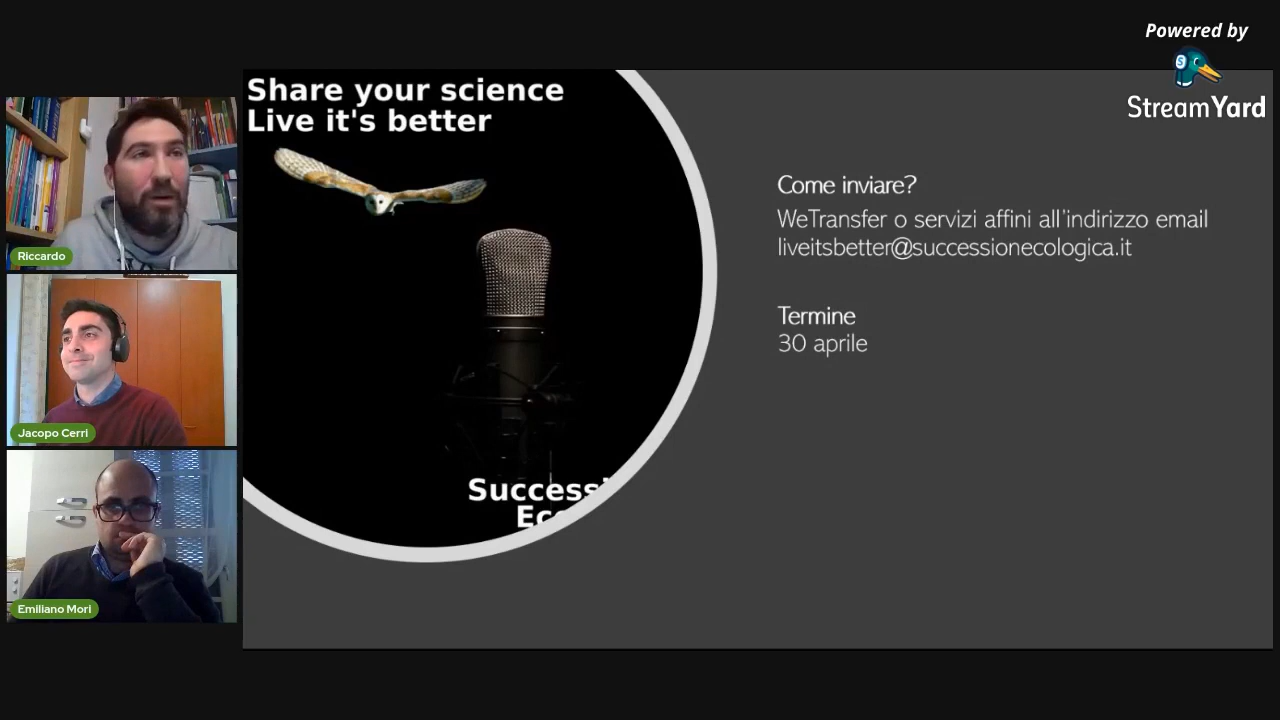 Powered by
StreamYard
Share your science
Live it's better
Come inviare?
WeTransfer o servizi affini all'indirizzo email
liveitsbetter@successionecologica.it
Termine
30 aprile
Riccardo
Jacopo Cerri
Emiliano Mori